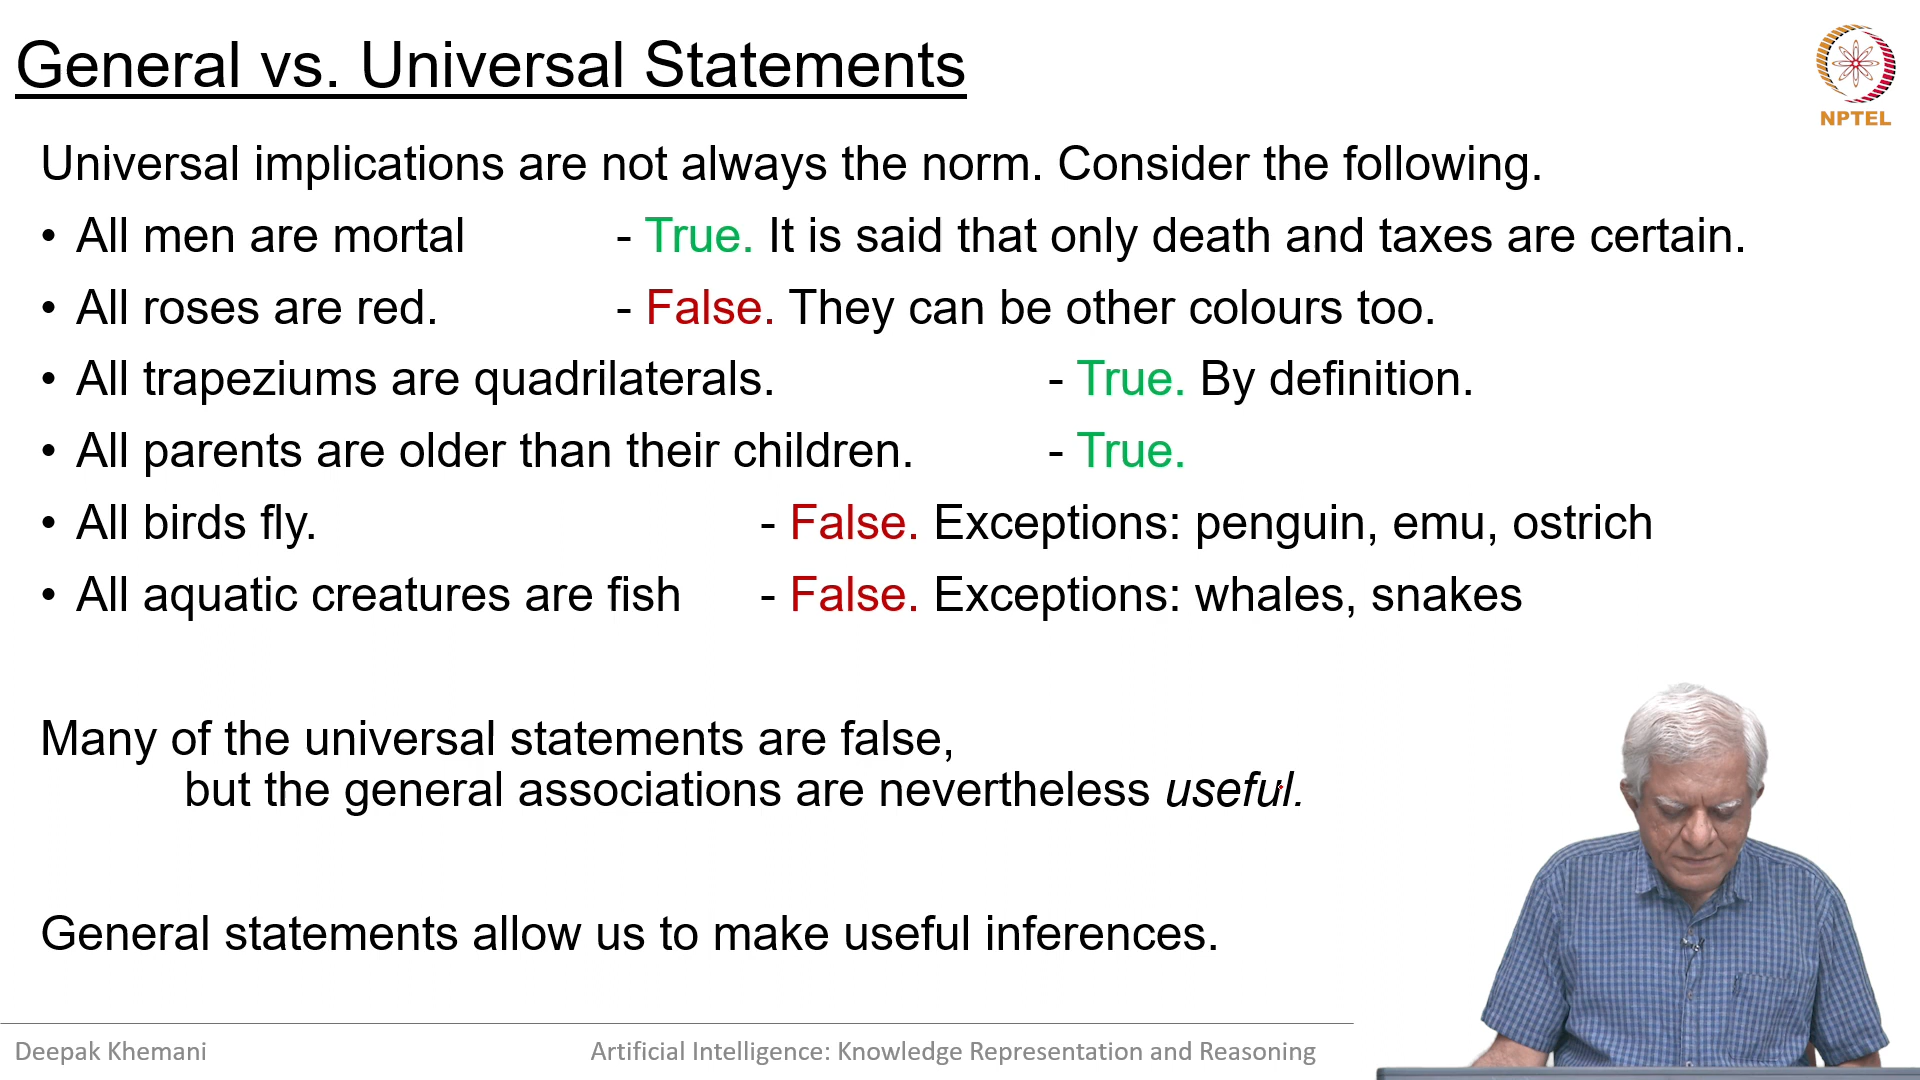 General vs. Universal Statements
NPTEL
Universal implications are not always the norm. Consider the following.
• All men are mortal - True. It is said that only death and taxes are certain.
• All roses are red. - False. They can be other colours too.
• All trapeziums are quadrilaterals. - True. By definition.
• All parents are older than their children. - True.
• All birds fly. - False. Exceptions: penguin, emu, ostrich
• All aquatic creatures are fish - False. Exceptions: whales, snakes
Many of the universal statements are false,
but the general associations are nevertheless useful.
General statements allow us to make useful inferences.
Deepak Khemani Artificial Intelligence: Knowledge Representation and Reasoning